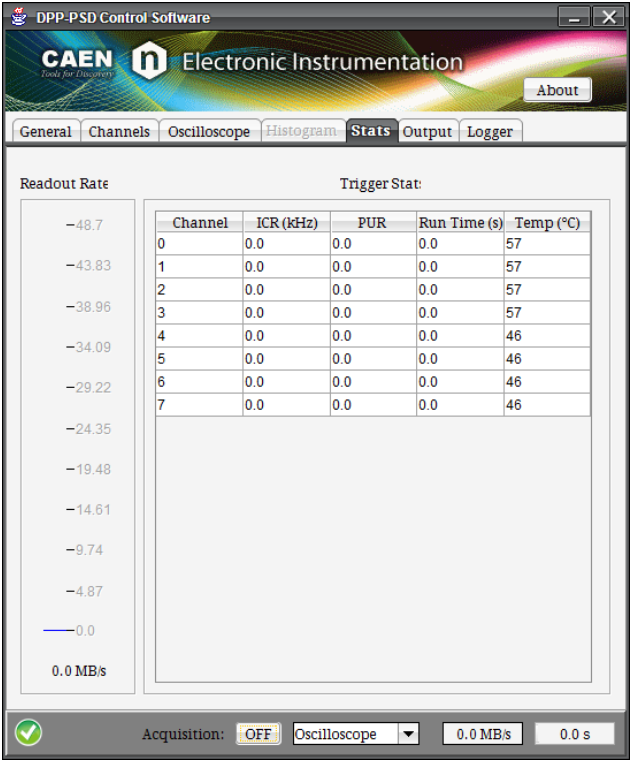 DPP-PSD Control Software
CAEN
Tools for Discovery
n
Electronic Instrumentation
About
General Channels Oscilloscope Histogram Stats Output Logger
Readout Rate
Trigger Stat:
48.7
43.83
38.96
34.09
29.22
24.35
19.48
14.61
9.74
4.87
0.0
0.0 MB/s
Channel ICR (kHz) PUR Run Time (s) Temp (°C)
0 0.0 0.0 0.0 57
1 0.0 0.0 0.0 57
2 0.0 0.0 0.0 57
3 0.0 0.0 0.0 57
4 0.0 0.0 0.0 46
5 0.0 0.0 0.0 46
6 0.0 0.0 0.0 46
7 0.0 0.0 0.0 46
Acquisition: OFF Oscilloscope 0.0 MB/s 0.0 s